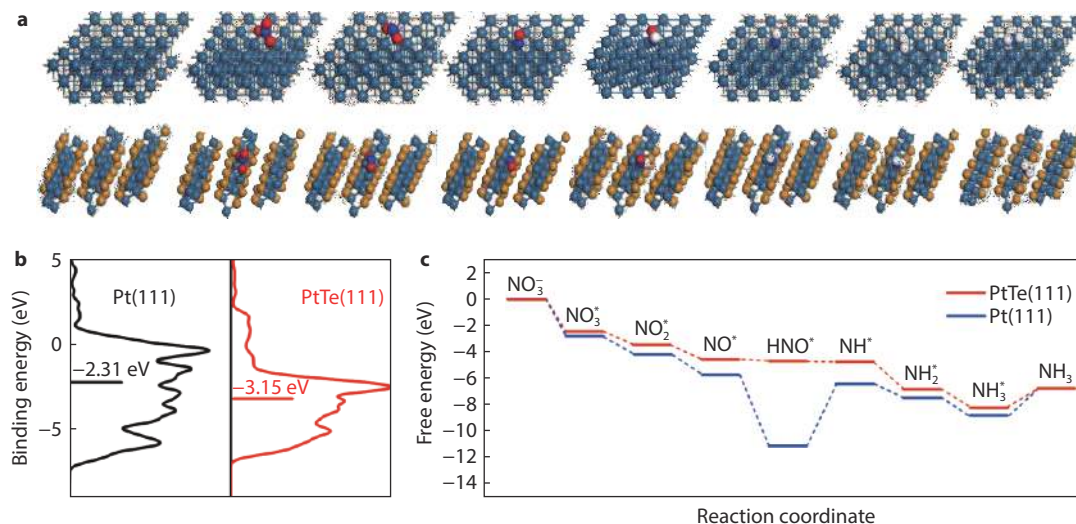 a
b
5
0
−5
Binding energy (eV)
Pt(111)
−2.31 eV
PtTe(111)
−3.15 eV
c
2
0
−2
−4
−6
−8
−10
−12
−14
Free energy (eV)
NO₃⁻
NO₃*
NO₂*
NO*
HNO*
NH*
NH₂*
NH₃*
NH₃
PtTe(111)
Pt(111)
Reaction coordinate